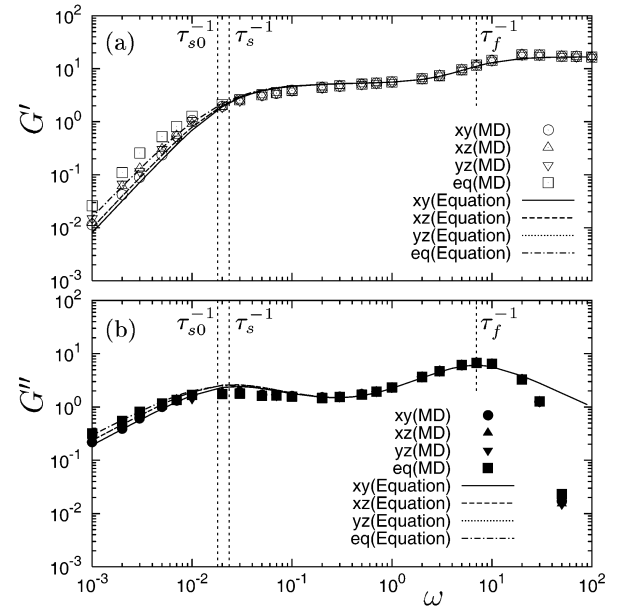 (a)
τs0⁻¹ τs⁻¹ τf⁻¹
10²
10¹
10⁰
10⁻¹
10⁻²
10⁻³
G′
xy(MD)
xz(MD)
yz(MD)
eq(MD)
xy(Equation)
xz(Equation)
yz(Equation)
eq(Equation)
(b)
τs0⁻¹ τs⁻¹ τf⁻¹
10²
10¹
10⁰
10⁻¹
10⁻²
10⁻³
G″
xy(MD)
xz(MD)
yz(MD)
eq(MD)
xy(Equation)
xz(Equation)
yz(Equation)
eq(Equation)
10⁻³ 10⁻² 10⁻¹ 10⁰ 10¹ 10²
ω